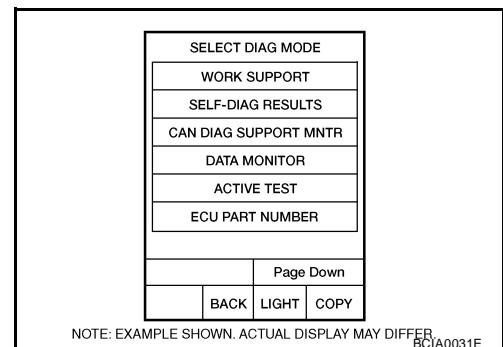 SELECT DIAG MODE
WORK SUPPORT
SELF-DIAG RESULTS
CAN DIAG SUPPORT MNTR
DATA MONITOR
ACTIVE TEST
ECU PART NUMBER
Page Down
BACK LIGHT COPY
NOTE: EXAMPLE SHOWN. ACTUAL DISPLAY MAY DIFFER.
BCIA0031E